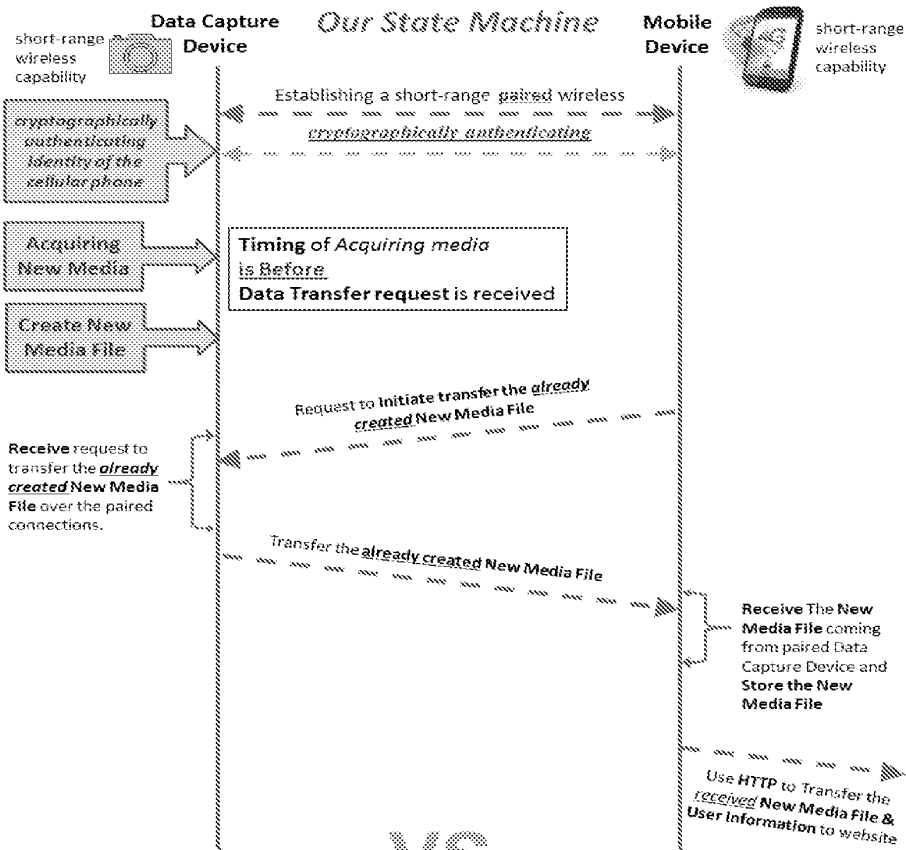 Our State Machine
Data Capture
Device
Mobile
Device
short-range
wireless
capability
short-range
wireless
capability
Establishing a short-range paired wireless
cryptographically authenticating
cryptographically
authenticating
identity of the
cellular phone
Acquiring
New Media
Timing of Acquiring media
is Before
Data Transfer request is received
Create New
Media File
Request to Initiate transfer the already
created New Media File
Receive request to
transfer the already
created New Media
File over the paired
connections.
Transfer the already created New Media File
Receive The New
Media File coming
from paired Data
Capture Device and
Store the New
Media File
Use HTTP to Transfer the
received New Media File &
User Information to website
VS